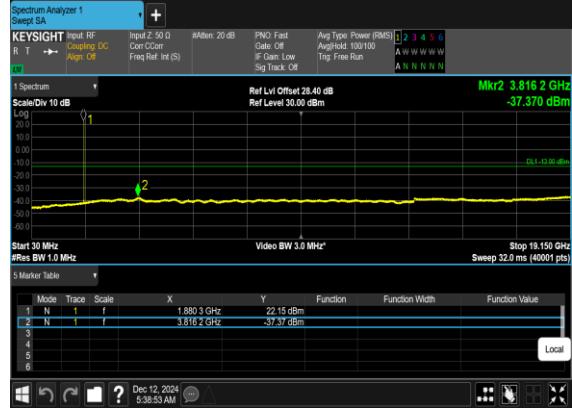 Spectrum Analyzer 1
Swept SA
+
KEYSIGHT Input: RF Input Z: 50 Ω #Atten: 20 dB PNO: Fast Avg Type: Power (RMS) 1 2 3 4 5 6
R T Coupling: DC Corr CCorr Gate: Off Avg|Hold: 100/100 A W W W W W
Align: Off Freq Ref: Int (S) IF Gain: Low Trig: Free Run
Sig Track: Off A N N N N N
1 Spectrum Ref Lvl Offset 28.40 dB Mkr2 3.816 2 GHz
Scale/Div 10 dB Ref Level 30.00 dBm -37.370 dBm
Log
20.0
10.0
0.00
-10.0
-20.0
-30.0
-40.0
-50.0
-60.0
1
DL1 -13.00 dBm
2
Start 30 MHz Video BW 3.0 MHz* Stop 19.150 GHz
#Res BW 1.0 MHz Sweep 32.0 ms (40001 pts)
5 Marker Table
Mode Trace Scale X Y Function Function Width Function Value
1 N 1 f 1.880 3 GHz 22.15 dBm
2 N 1 f 3.816 2 GHz -37.37 dBm
3
4
5
6
Local
? Dec 12, 2024
5:38:53 AM